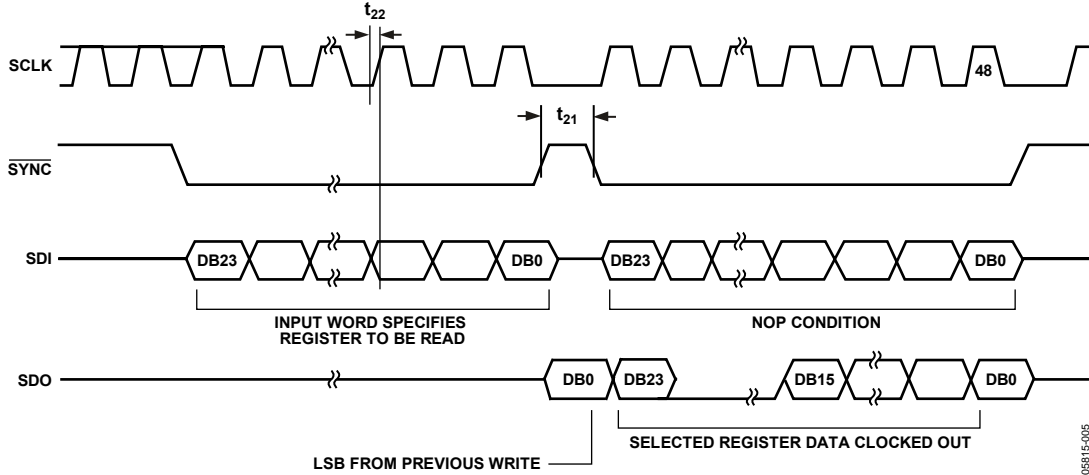 t22
SCLK
48
t21
SYNC
SDI
DB23
DB0
DB23
DB0
INPUT WORD SPECIFIES
REGISTER TO BE READ
NOP CONDITION
SDO
DB0
DB23
DB15
DB0
SELECTED REGISTER DATA CLOCKED OUT
LSB FROM PREVIOUS WRITE
05815-005